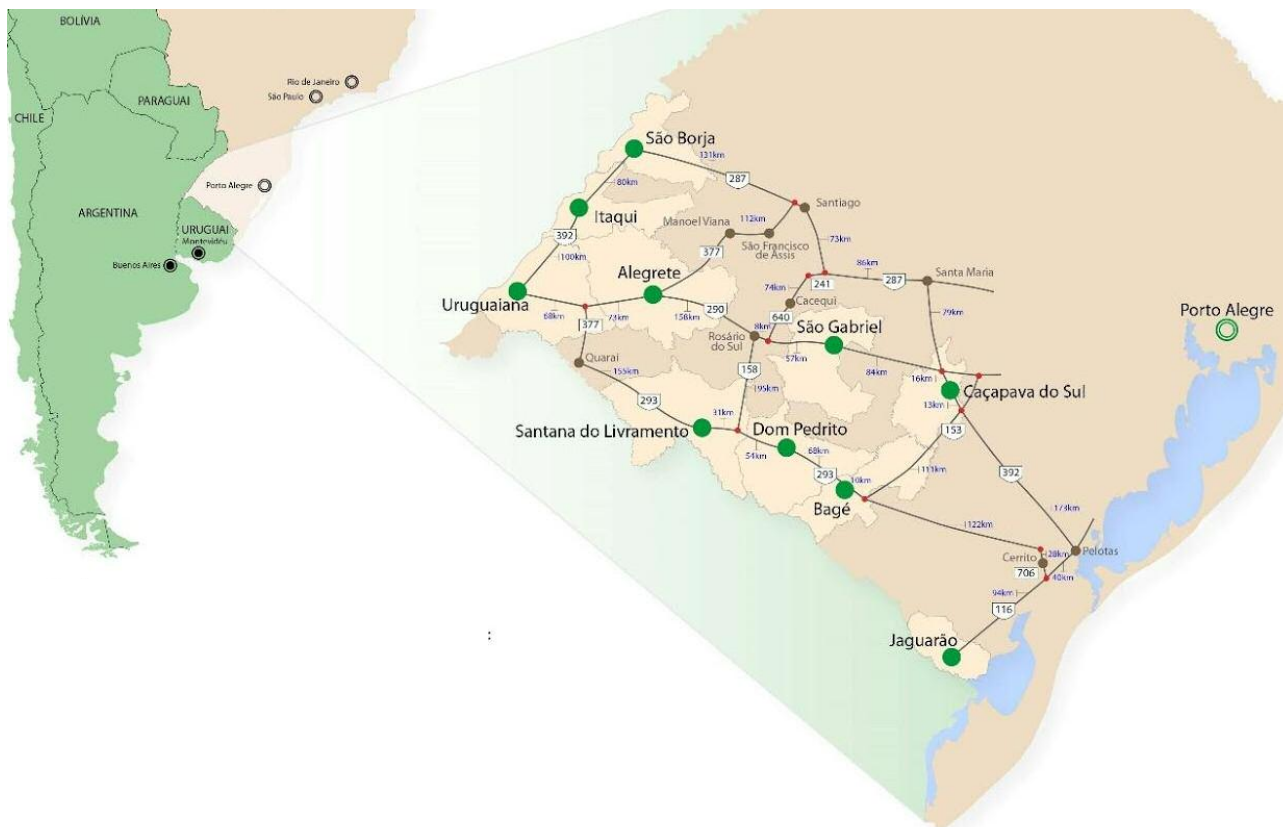 BOLÍVIA
Rio de Janeiro
São Paulo
PARAGUAI
CHILE
Porto Alegre
ARGENTINA
URUGUAI
Montevidéu
Buenos Aires
São Borja
131km
287
80km
Santiago
Itaqui
Manoel Viana
112km
São Francisco
de Assis
392
377
73km
100km
86km
Alegrete
74km
241
287
Santa Maria
Uruguaiana
Cacequi
68km
377
73km
158km
290
8km
640
São Gabriel
79km
Porto Alegre
Rosário
do Sul
57km
Quaraí
155km
158
84km
16km
95km
Caçapava do Sul
13km
293
31km
Dom Pedrito
153
Santana do Livramento
54km
68km
111km
392
293
10km
Bagé
173km
122km
Cerrito
28km
Pelotas
706
40km
94km
116
Jaguarão
: